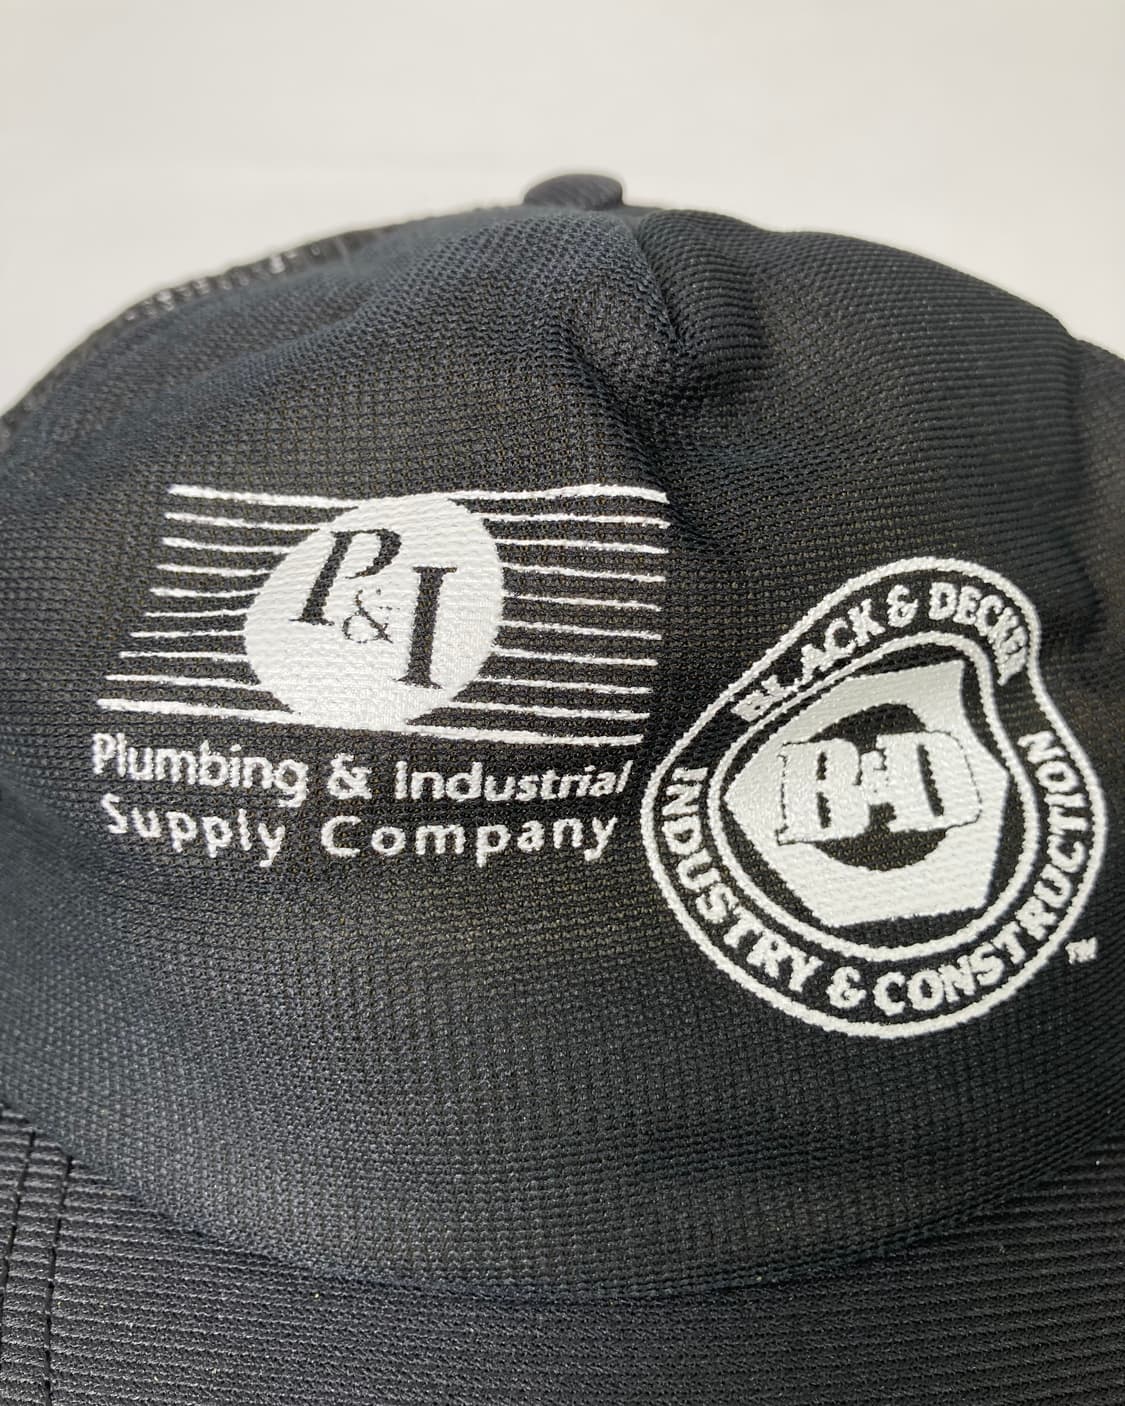 P&I
Plumbing & Industrial
Supply Company
BLACK & DECKER
B&D
INDUSTRY & CONSTRUCTION
TM